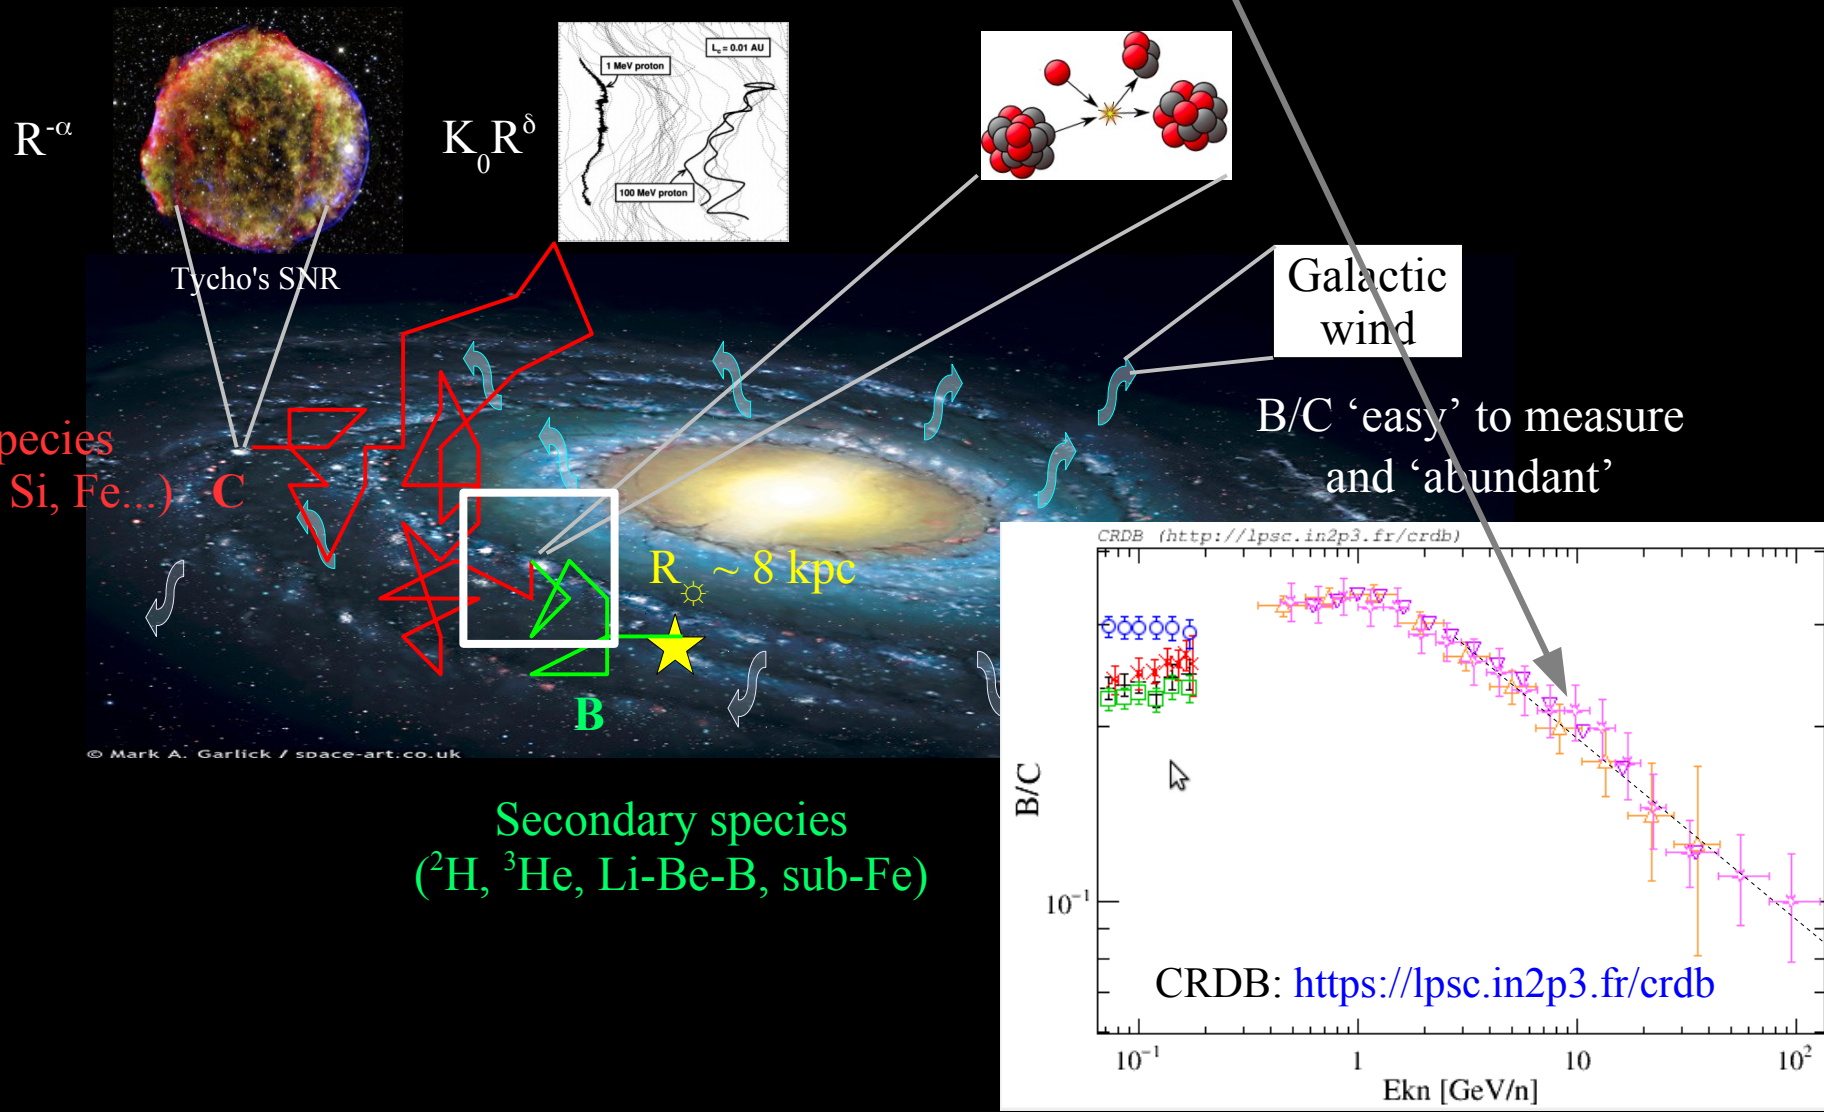 R^-α
K_0R^δ
L_c = 0.01 AU
1 MeV proton
100 MeV proton
Tycho's SNR
Galactic
wind
B/C ‘easy’ to measure
and ‘abundant’
Si, Fe...) C
R_☼ ~ 8 kpc
B
© Mark A. Garlick / space-art.co.uk
Secondary species
(²H, ³He, Li-Be-B, sub-Fe)
CRDB (http://lpsc.in2p3.fr/crdb)
B/C
10⁻¹
CRDB: https://lpsc.in2p3.fr/crdb
10⁻¹ 1 10 10²
Ekn [GeV/n]